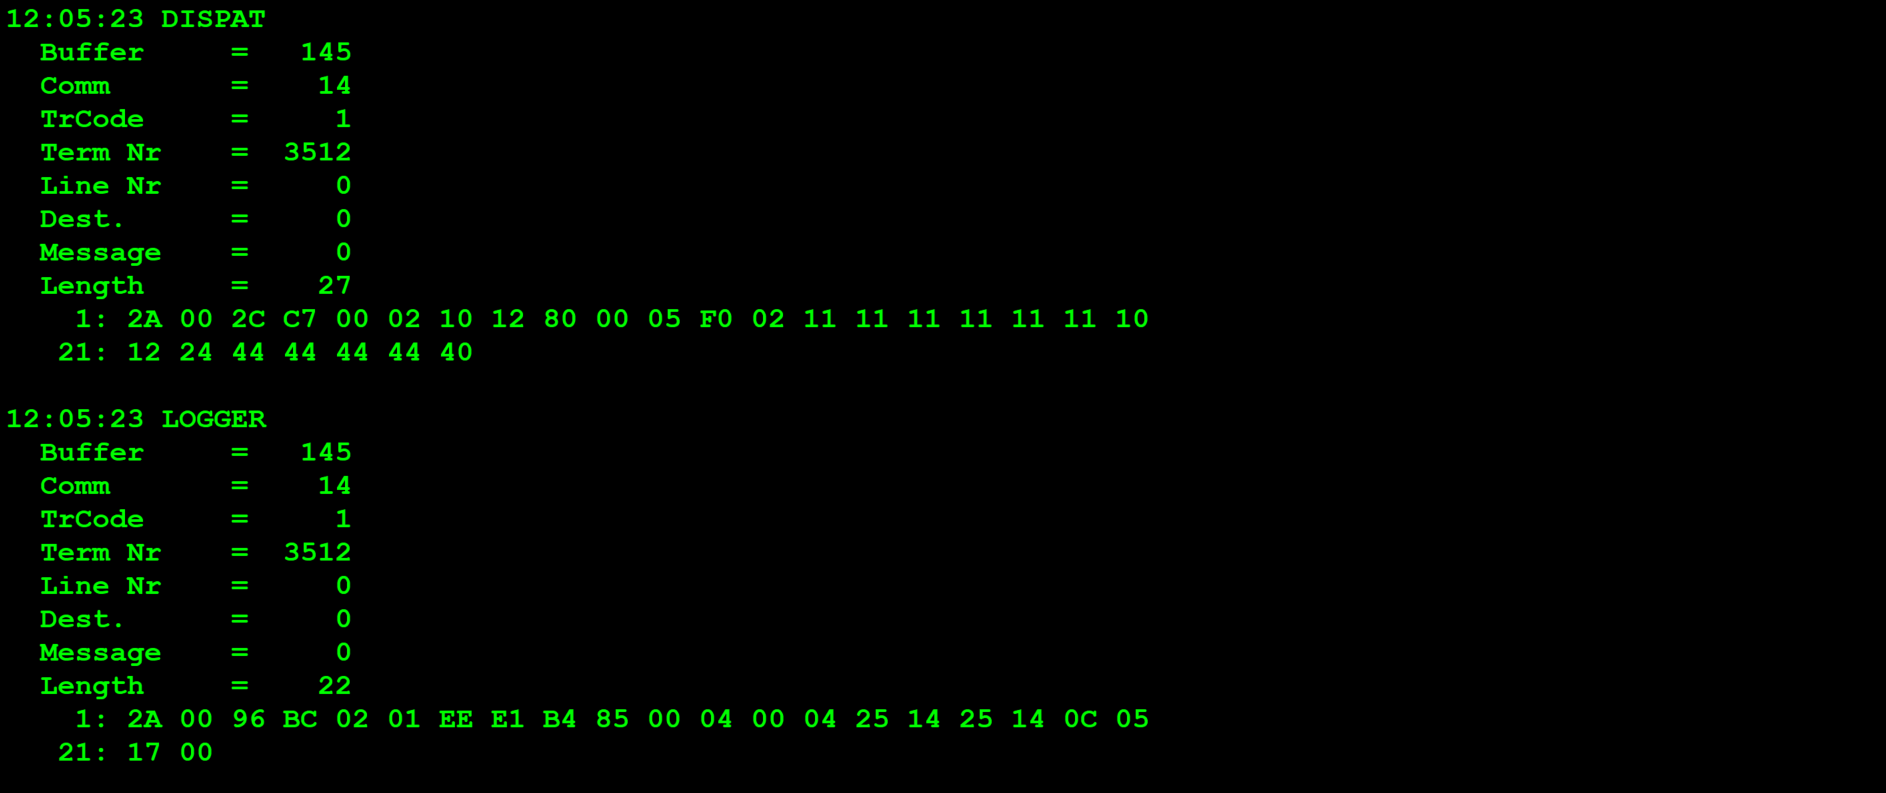 12:05:23 DISPAT
Buffer = 145
Comm = 14
TrCode = 1
Term Nr = 3512
Line Nr = 0
Dest. = 0
Message = 0
Length = 27
1: 2A 00 2C C7 00 02 10 12 80 00 05 F0 02 11 11 11 11 11 11 10
21: 12 24 44 44 44 44 40
12:05:23 LOGGER
Buffer = 145
Comm = 14
TrCode = 1
Term Nr = 3512
Line Nr = 0
Dest. = 0
Message = 0
Length = 22
1: 2A 00 96 BC 02 01 EE E1 B4 85 00 04 00 04 25 14 25 14 0C 05
21: 17 00